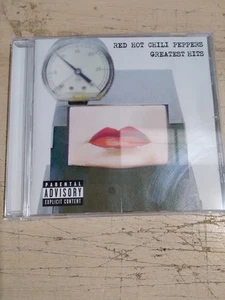 RED HOT CHILI PEPPERS
GREATEST HITS
PARENTAL
ADVISORY
EXPLICIT CONTENT